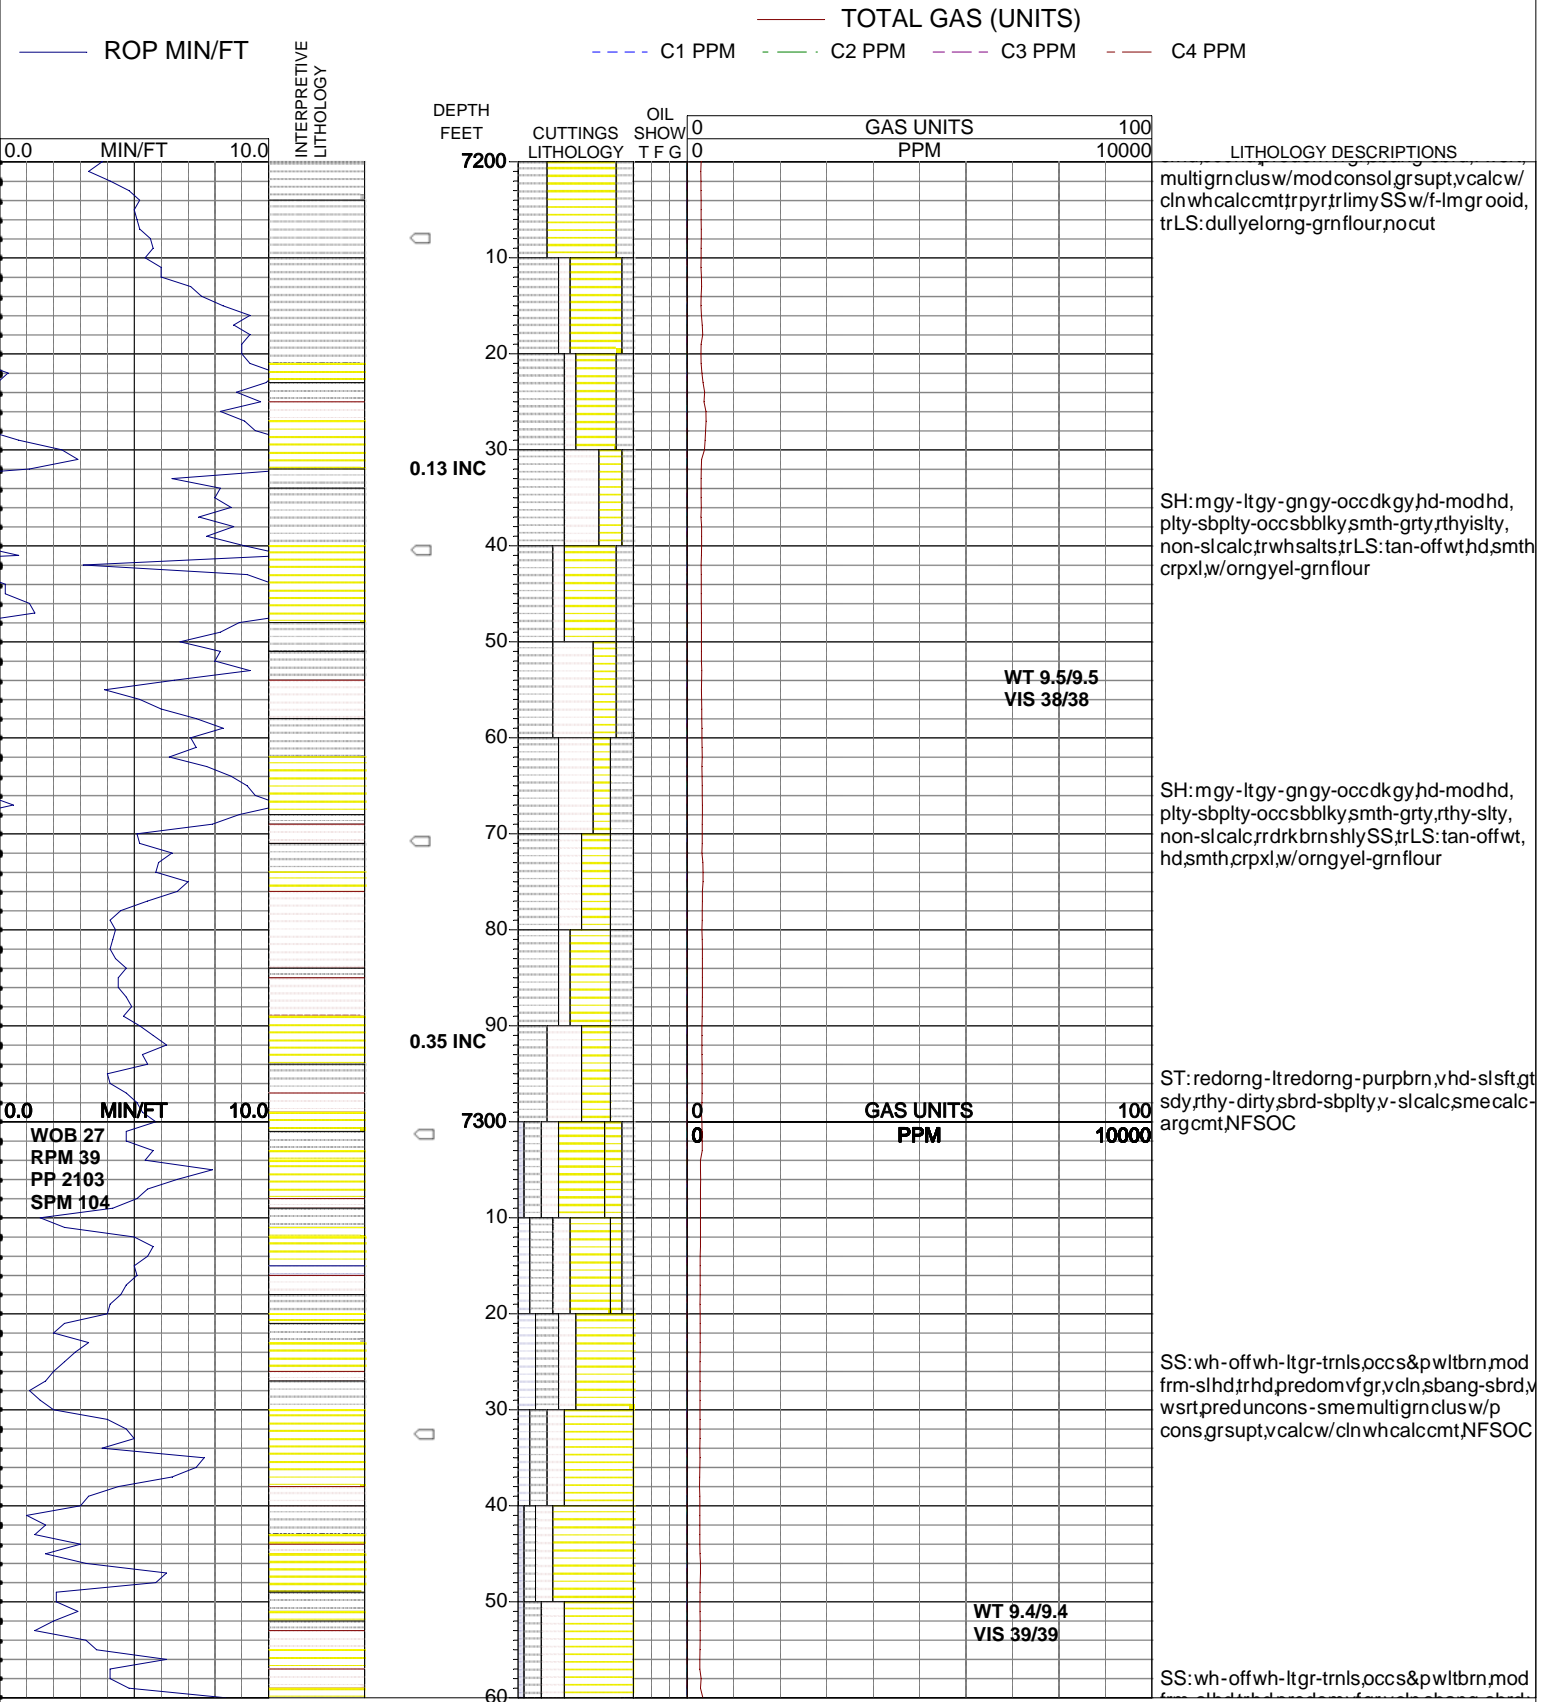 TOTAL GAS (UNITS)
ROP MIN/FT
C1 PPM
C2 PPM
C3 PPM
C4 PPM
INTERPRETIVE
LITHOLOGY
DEPTH
FEET
CUTTINGS
LITHOLOGY
OIL
SHOW
T F G
0 GAS UNITS 100
0.0 MIN/FT 10.0
0 PPM 10000
LITHOLOGY DESCRIPTIONS
7200
multigrnclusw/modconsol,grsupt,vcalcw/
clnwhcalccmt,trpyr,trlimySSw/f-lmgrooid,
trLS:dullyelorng-grnflour,nocut
10
20
30
0.13 INC
SH:mgy-ltgy-gngy-occdkgy,hd-modhd,
plty-sbplty-occsbblky,smth-grty,rthyislty,
non-slcalc,trwhsalts,trLS:tan-offwt,hd,smth
crpxl,w/orngyel-grnflour
40
50
WT 9.5/9.5
VIS 38/38
60
SH:mgy-ltgy-gngy-occdkgy,hd-modhd,
plty-sbplty-occsbblky,smth-grty,rthy-slty,
non-slcalc,rrdrkbrnshlySS,trLS:tan-offwt,
hd,smth,crpxl,w/orngyel-grnflour
70
80
90
0.35 INC
ST:redorng-ltredorng-purpbrn,vhd-slsft,gt
sdy,rthy-dirty,sbrd-sbplty,v-slcalc,smecalc-
argcmt,NFSOC
0.0 MIN/FT 10.0
7300
0 GAS UNITS 100
0 PPM 10000
WOB 27
RPM 39
PP 2103
SPM 104
10
20
SS:wh-offwh-ltgr-trnls,occs&pwltbrn,mod
frm-slhd,trhd,predomvfgr,vcln,sbang-sbrd,v
wsrt,preduncons-smemultigrnclusw/p
cons,grsupt,vcalcw/clnwhcalccmt,NFSOC
30
40
50
WT 9.4/9.4
VIS 39/39
SS:wh-offwh-ltgr-trnls,occs&pwltbrn,mod
60